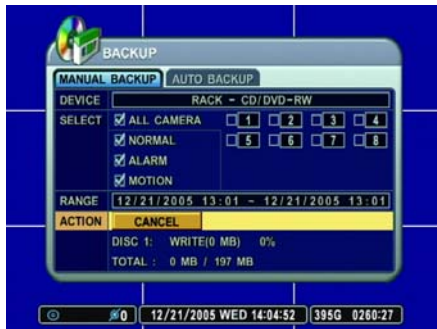 BACKUP
MANUAL BACKUP AUTO BACKUP
DEVICE RACK - CD/DVD-RW
SELECT ALL CAMERA 1 2 3 4
NORMAL 5 6 7 8
ALARM
MOTION
RANGE 12/21/2005 13:01 ~ 12/21/2005 13:01
ACTION CANCEL
DISC 1: WRITE(0 MB) 0%
TOTAL : 0 MB / 197 MB
0 12/21/2005 WED 14:04:52 395G 0260:27